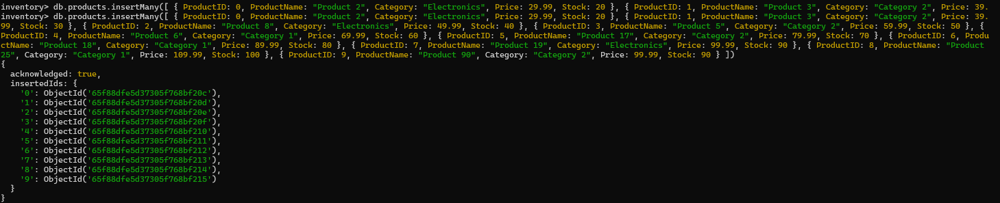 inventory> db.products.insertMany([ { ProductID: 0, ProductName: "Product 2", Category: "Electronics", Price: 29.99, Stock: 20 }, { ProductID: 1, ProductName: "Product 3", Category: "Category 2", Price: 39.
inventory> db.products.insertMany([ { ProductID: 0, ProductName: "Product 2", Category: "Electronics", Price: 29.99, Stock: 20 }, { ProductID: 1, ProductName: "Product 3", Category: "Category 2", Price: 39.
99, Stock: 30 }, { ProductID: 2, ProductName: "Product 8", Category: "Electronics", Price: 49.99, Stock: 40 }, { ProductID: 3, ProductName: "Product 5", Category: "Category 2", Price: 59.99, Stock: 50 }, {
ProductID: 4, ProductName: "Product 6", Category: "Category 1", Price: 69.99, Stock: 60 }, { ProductID: 5, ProductName: "Product 17", Category: "Category 2", Price: 79.99, Stock: 70 }, { ProductID: 6, Produ
ctName: "Product 18", Category: "Category 1", Price: 89.99, Stock: 80 }, { ProductID: 7, ProductName: "Product 19", Category: "Electronics", Price: 99.99, Stock: 90 }, { ProductID: 8, ProductName: "Product
25", Category: "Category 1", Price: 109.99, Stock: 100 }, { ProductID: 9, ProductName: "Product 90", Category: "Category 2", Price: 99.99, Stock: 90 } ])
{
  acknowledged: true,
  insertedIds: {
    '0': ObjectId('65f88dfe5d37305f768bf20c'),
    '1': ObjectId('65f88dfe5d37305f768bf20d'),
    '2': ObjectId('65f88dfe5d37305f768bf20e'),
    '3': ObjectId('65f88dfe5d37305f768bf20f'),
    '4': ObjectId('65f88dfe5d37305f768bf210'),
    '5': ObjectId('65f88dfe5d37305f768bf211'),
    '6': ObjectId('65f88dfe5d37305f768bf212'),
    '7': ObjectId('65f88dfe5d37305f768bf213'),
    '8': ObjectId('65f88dfe5d37305f768bf214'),
    '9': ObjectId('65f88dfe5d37305f768bf215')
  }
}